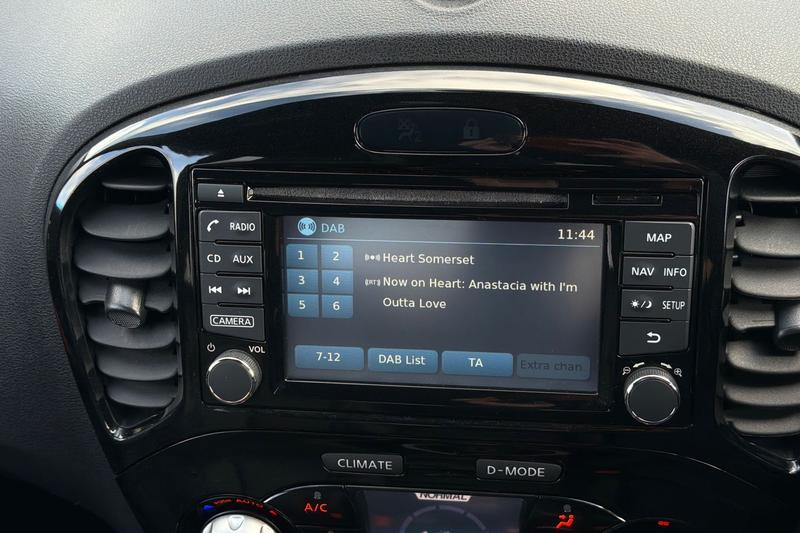 DAB 11:44
RADIO
CD AUX
CAMERA
VOL
MAP
NAV INFO
SETUP
1 2
3 4
5 6
Heart Somerset
Now on Heart: Anastacia with I'm
Outta Love
7-12 DAB List TA Extra chan.
CLIMATE D-MODE
NORMAL
AUTO A/C